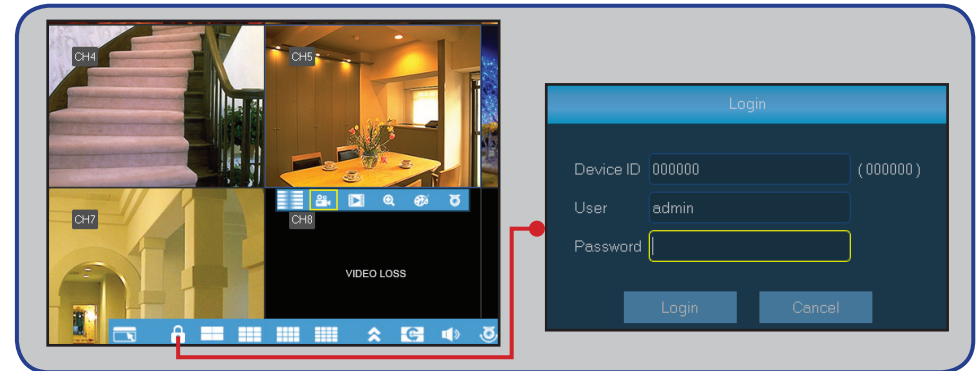 CH4
CH5
CH7
CH8
VIDEO LOSS
Login
Device ID 000000 (000000)
User admin
Password
Login Cancel